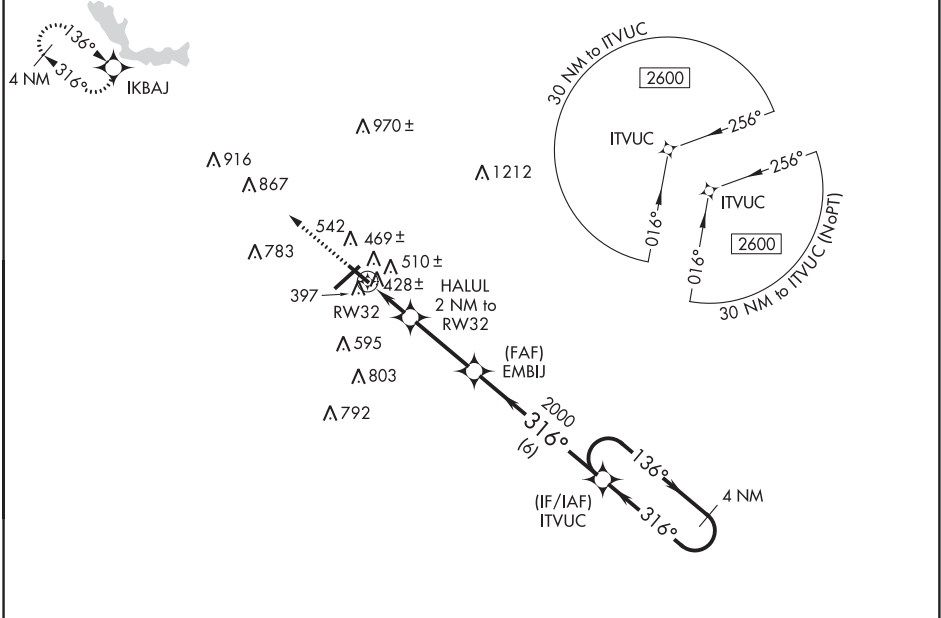 136°
4 NM
316°
IKBAJ
30 NM to ITVUC
2600
256°
ITVUC
016°
256°
ITVUC
2600
016°
30 NM to ITVUC (NoPT)
970 ±
916
867
1212
542
469 ±
783
510 ±
428 ±
397
RW32
HALUL
2 NM to
RW32
595
(FAF)
EMBIJ
803
792
2000
316°
(6)
136°
4 NM
316°
(IF/IAF)
ITVUC